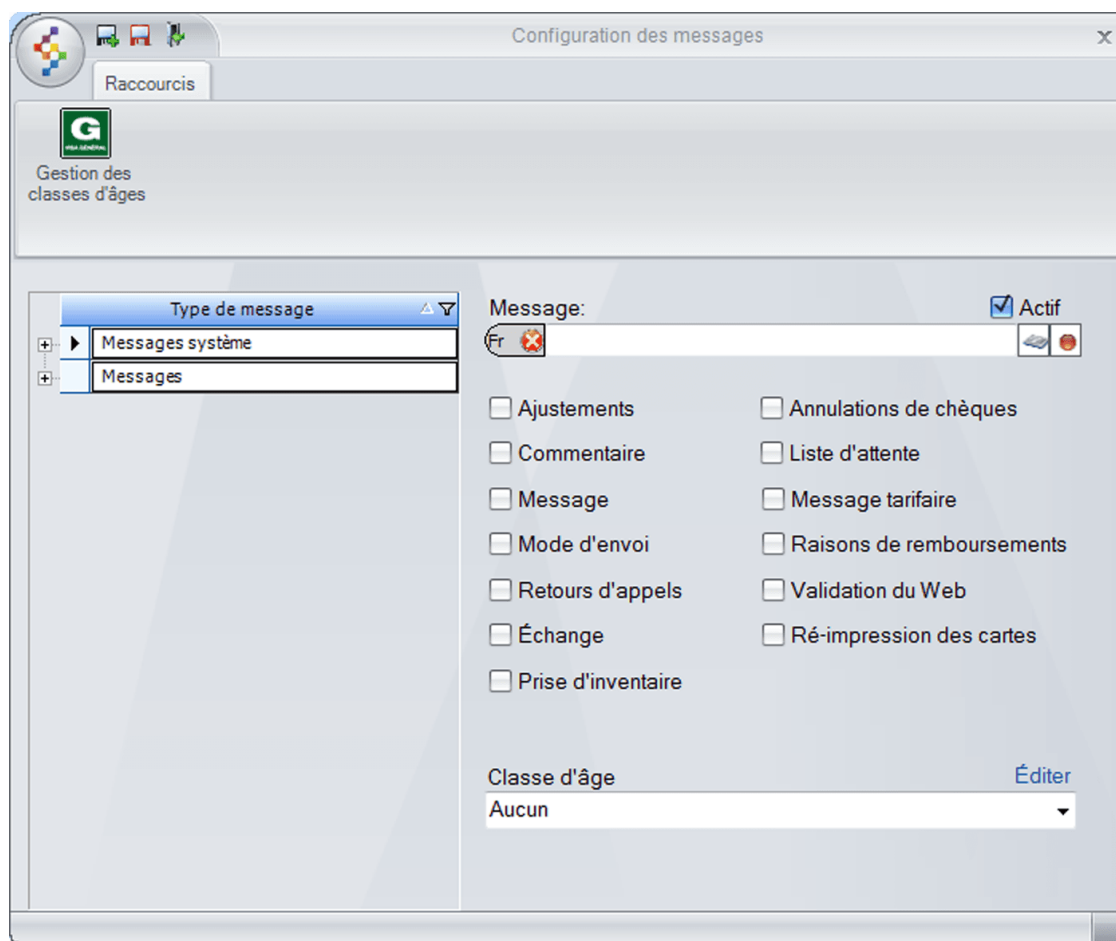 Configuration des messages
Raccourcis
G
VISA GÉNÉRAL
Gestion des
classes d'âges
Type de message
Messages système
Messages
Message:
Actif
Fr
Ajustements
Annulations de chèques
Commentaire
Liste d'attente
Message
Message tarifaire
Mode d'envoi
Raisons de remboursements
Retours d'appels
Validation du Web
Échange
Ré-impression des cartes
Prise d'inventaire
Classe d'âge
Éditer
Aucun